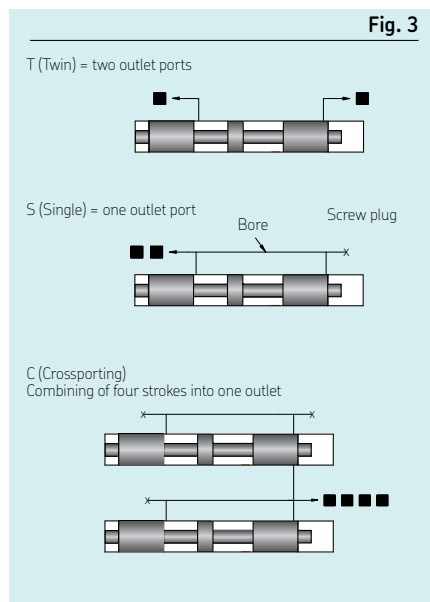 Fig. 3
T (Twin) = two outlet ports
S (Single) = one outlet port
Bore
Screw plug
x
C (Crossporting)
Combining of four strokes into one outlet
x x
x